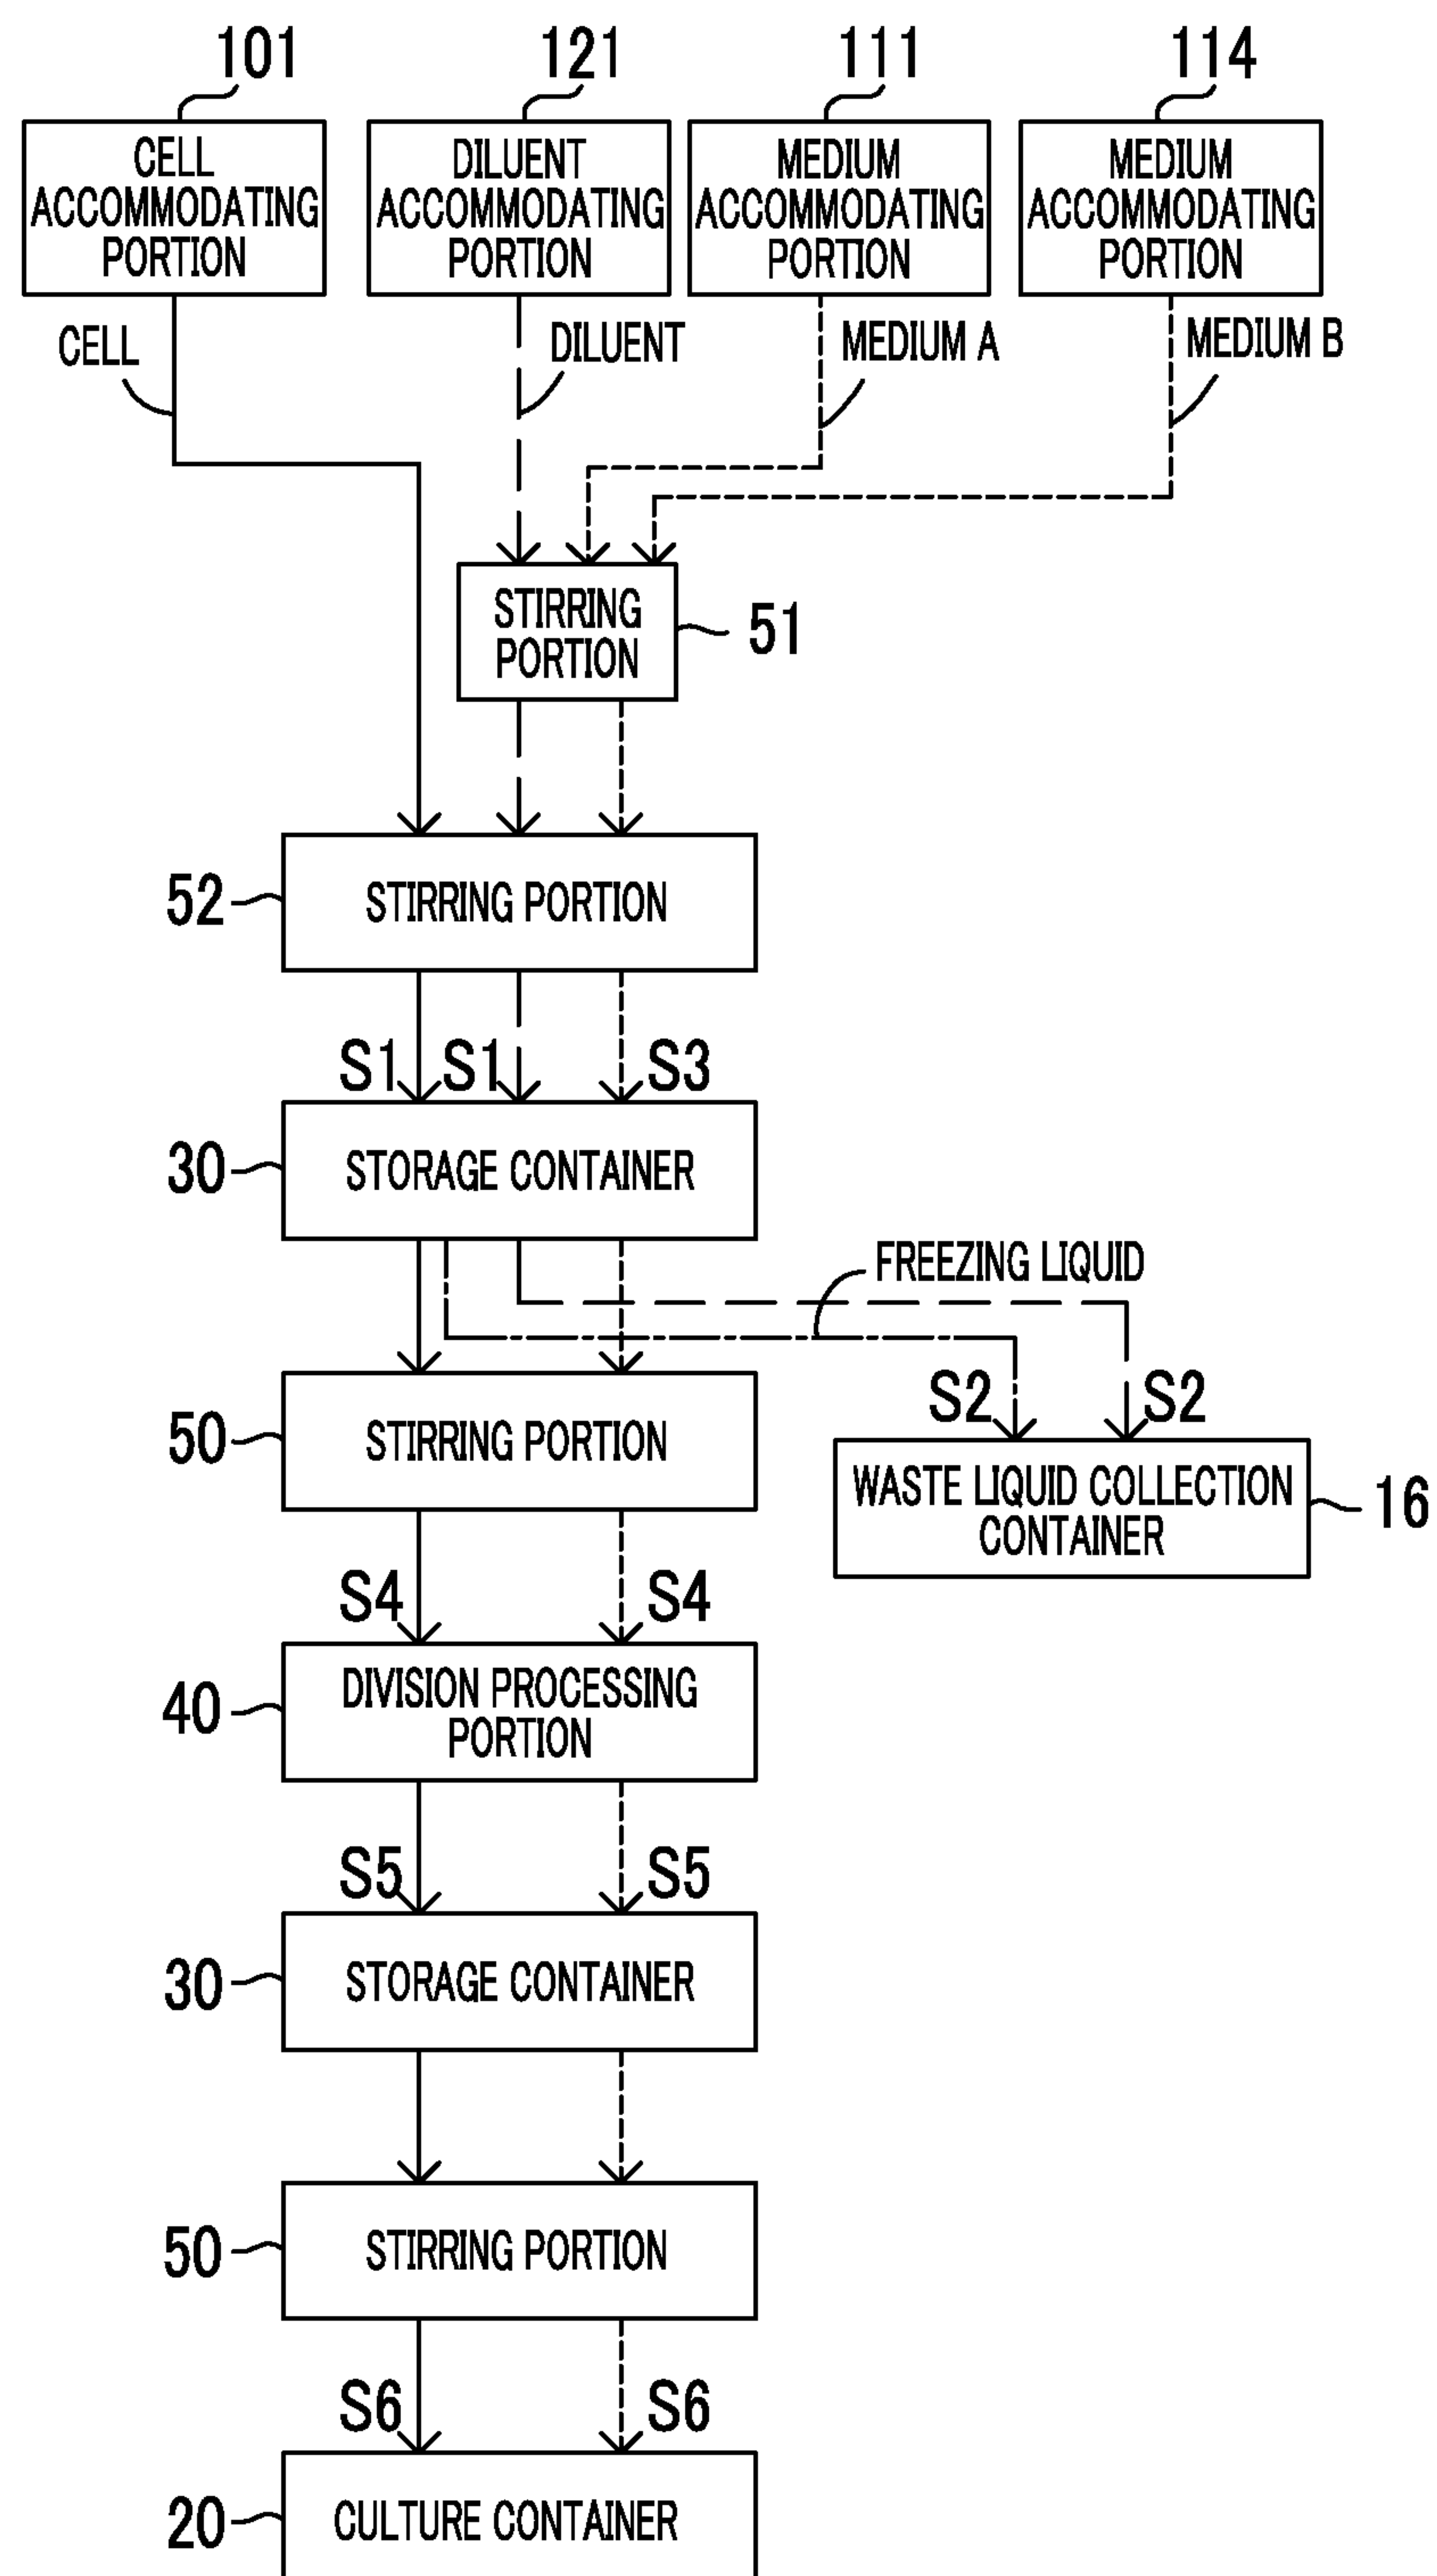 101
121
111
114
CELL
ACCOMMODATING
PORTION
DILUENT
ACCOMMODATING
PORTION
MEDIUM
ACCOMMODATING
PORTION
MEDIUM
ACCOMMODATING
PORTION
CELL
DILUENT
MEDIUM A
MEDIUM B
STIRRING
PORTION
51
52
STIRRING PORTION
S1
S1
S3
30
STORAGE CONTAINER
FREEZING LIQUID
50
STIRRING PORTION
S2
S2
WASTE LIQUID COLLECTION
CONTAINER
16
S4
S4
40
DIVISION PROCESSING
PORTION
S5
S5
30
STORAGE CONTAINER
50
STIRRING PORTION
S6
S6
20
CULTURE CONTAINER